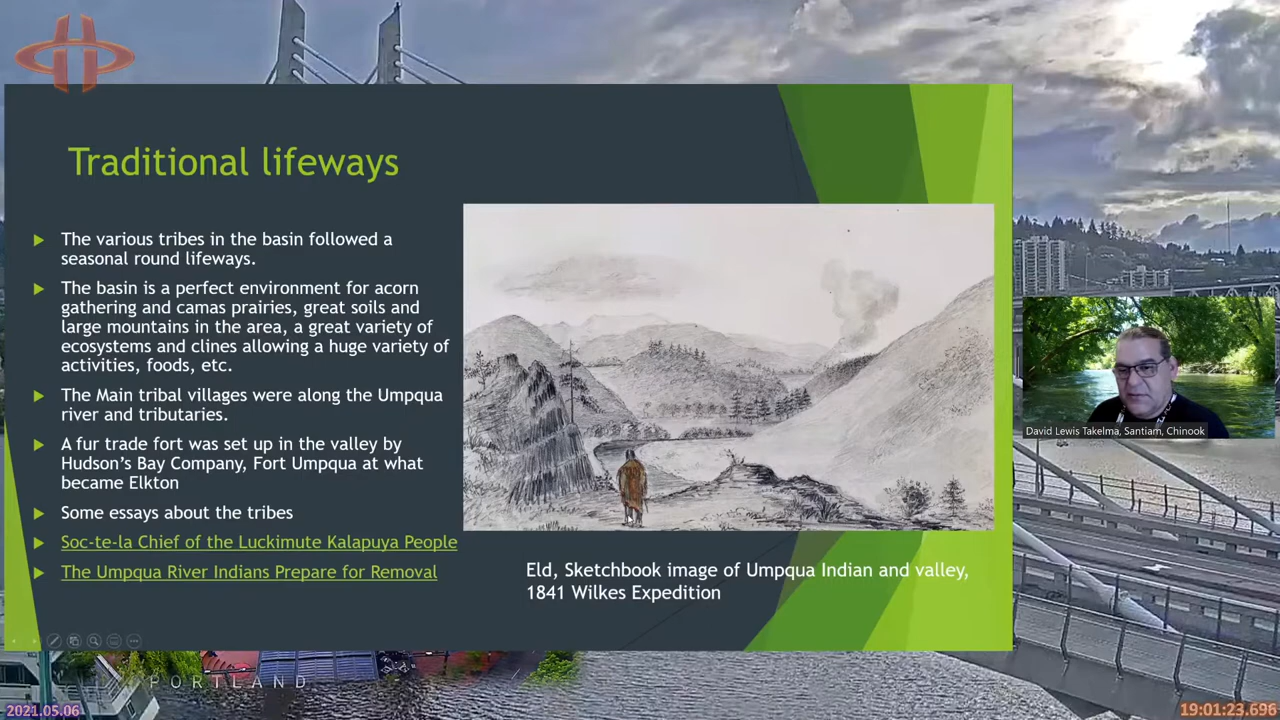 Traditional lifeways
The various tribes in the basin followed a
seasonal round lifeways.
The basin is a perfect environment for acorn
gathering and camas prairies, great soils and
large mountains in the area, a great variety of
ecosystems and clines allowing a huge variety of
activities, foods, etc.
The Main tribal villages were along the Umpqua
river and tributaries.
A fur trade fort was set up in the valley by
Hudson's Bay Company, Fort Umpqua at what
became Elkton
Some essays about the tribes
Soc-te-la Chief of the Luckimute Kalapuya People
The Umpqua River Indians Prepare for Removal
Eld, Sketchbook image of Umpqua Indian and valley,
1841 Wilkes Expedition
David Lewis Takelma, Santiam, Chinook
PORTLAND
2021.05.06
19:01:23.696